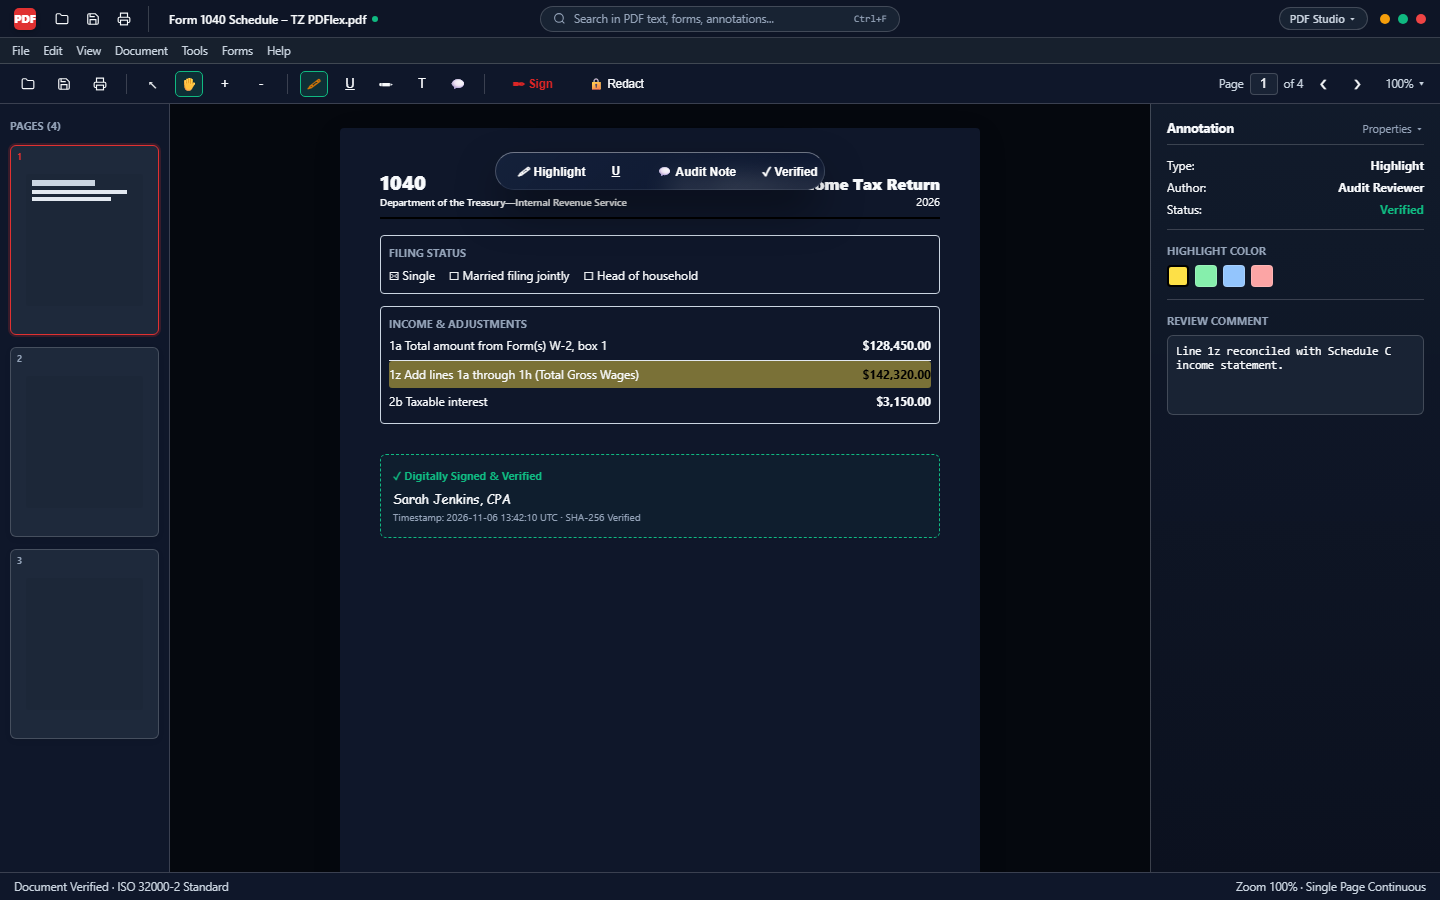 PDF
Form 1040 Schedule – TZ PDFlex.pdf
Search in PDF text, forms, annotations...
Ctrl+F
PDF Studio
File Edit View Document Tools Forms Help
+ - U T Sign Redact
Page 1 of 4
100%
PAGES (4)
1
2
3
Highlight U Audit Note ✓ Verified
1040
ome Tax Return
Department of the Treasury—Internal Revenue Service
2026
FILING STATUS
☒ Single ☐ Married filing jointly ☐ Head of household
INCOME & ADJUSTMENTS
1a Total amount from Form(s) W-2, box 1 $128,450.00
1z Add lines 1a through 1h (Total Gross Wages) $142,320.00
2b Taxable interest $3,150.00
✓ Digitally Signed & Verified
Sarah Jenkins, CPA
Timestamp: 2026-11-06 13:42:10 UTC · SHA-256 Verified
Annotation
Properties
Type: Highlight
Author: Audit Reviewer
Status: Verified
HIGHLIGHT COLOR
REVIEW COMMENT
Line 1z reconciled with Schedule C
income statement.
Document Verified · ISO 32000-2 Standard
Zoom 100% · Single Page Continuous